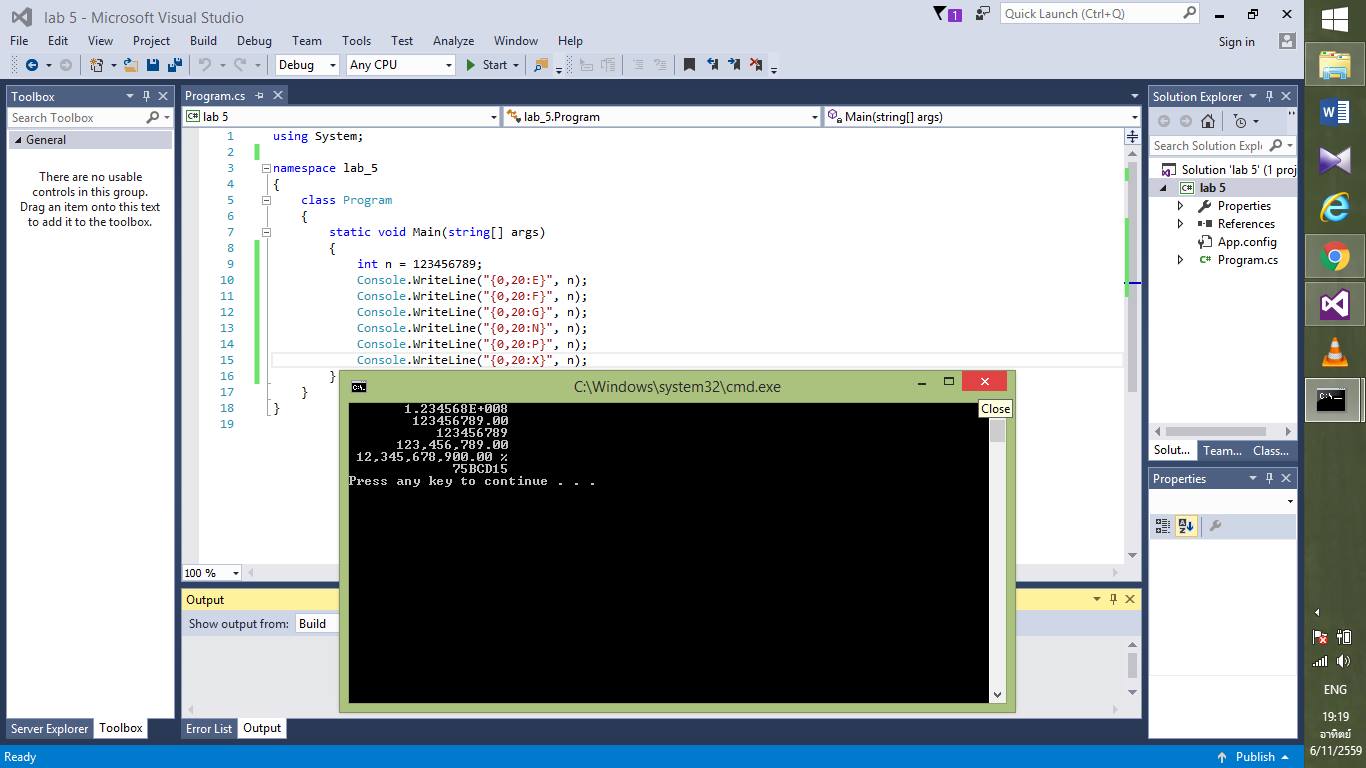 lab 5 - Microsoft Visual Studio
1
Quick Launch (Ctrl+Q)
File Edit View Project Build Debug Team Tools Test Analyze Window Help
Sign in
Debug Any CPU Start
Toolbox
Search Toolbox
General
There are no usable
controls in this group.
Drag an item onto this text
to add it to the toolbox.
Server Explorer Toolbox
Program.cs
lab 5 lab_5.Program Main(string[] args)
1 using System;
2
3 namespace lab_5
4 {
5 class Program
6 {
7 static void Main(string[] args)
8 {
9 int n = 123456789;
10 Console.WriteLine("{0,20:E}", n);
11 Console.WriteLine("{0,20:F}", n);
12 Console.WriteLine("{0,20:G}", n);
13 Console.WriteLine("{0,20:N}", n);
14 Console.WriteLine("{0,20:P}", n);
15 Console.WriteLine("{0,20:X}", n);
16 }
17 }
18 }
19
100 %
C:\Windows\system32\cmd.exe
Close
1.234568E+008
123456789.00
123456789
123,456,789.00
12,345,678,900.00 %
75BCD15
Press any key to continue . . .
Output
Show output from: Build
Error List Output
Solution Explorer
Search Solution Expl
Solution 'lab 5' (1 proj
C# lab 5
Properties
References
App.config
C# Program.cs
Solut... Team... Class...
Properties
Ready
Publish
ENG
19:19
อาทิตย์
6/11/2559